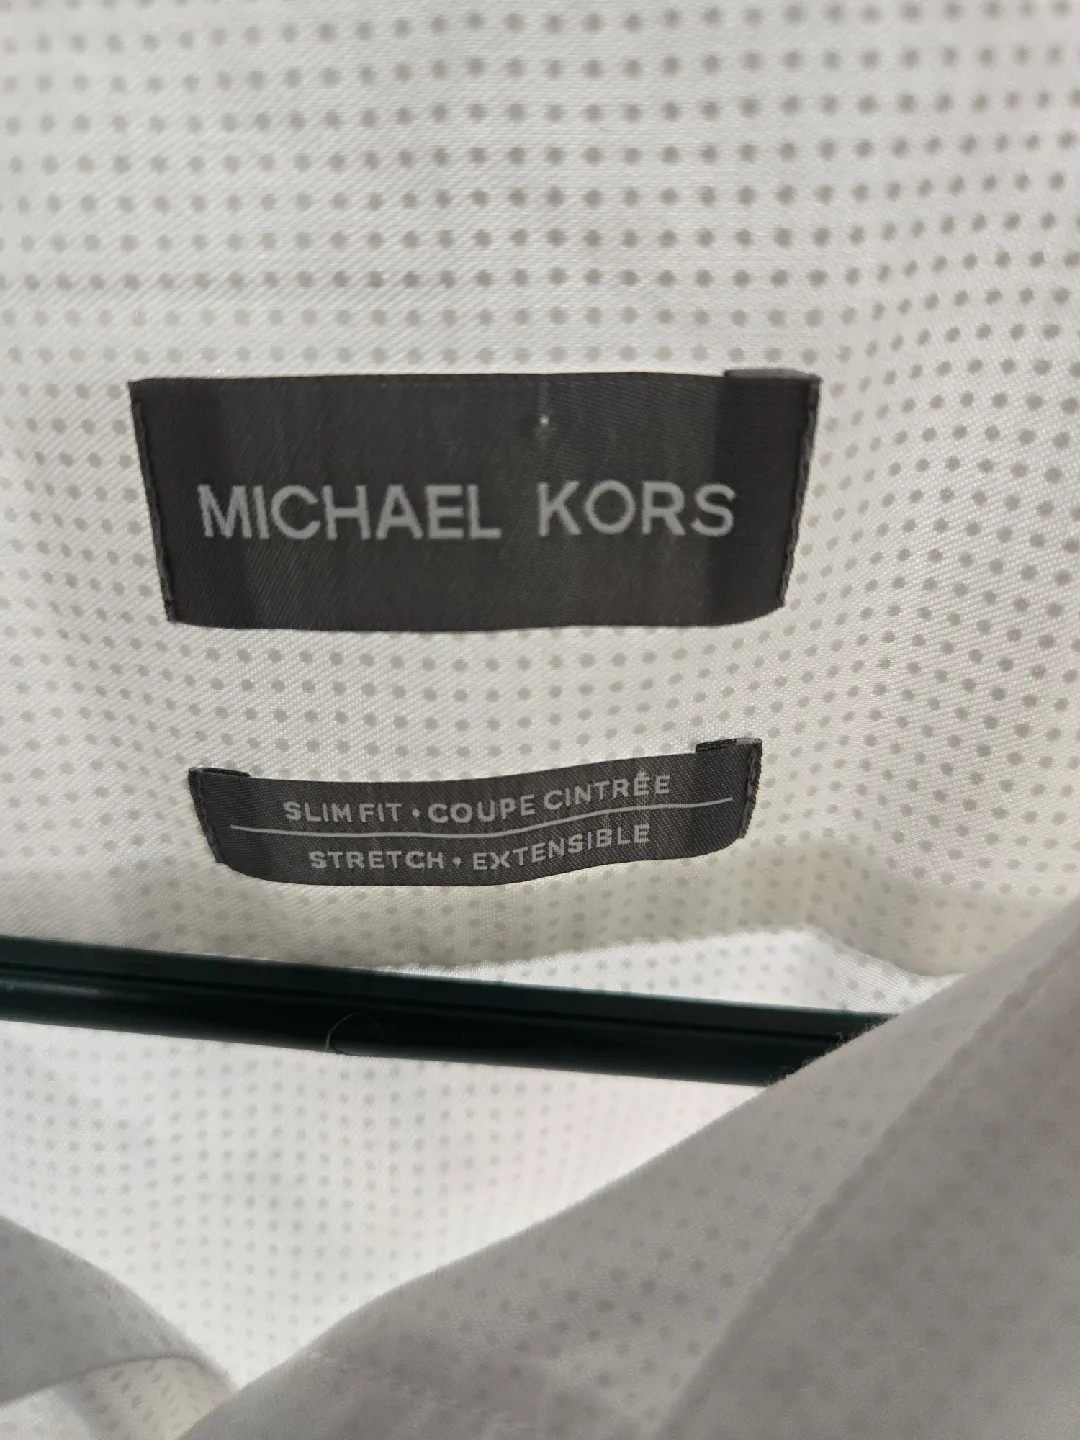 MICHAEL KORS
SLIM FIT • COUPE CINTRÉE
STRETCH • EXTENSIBLE